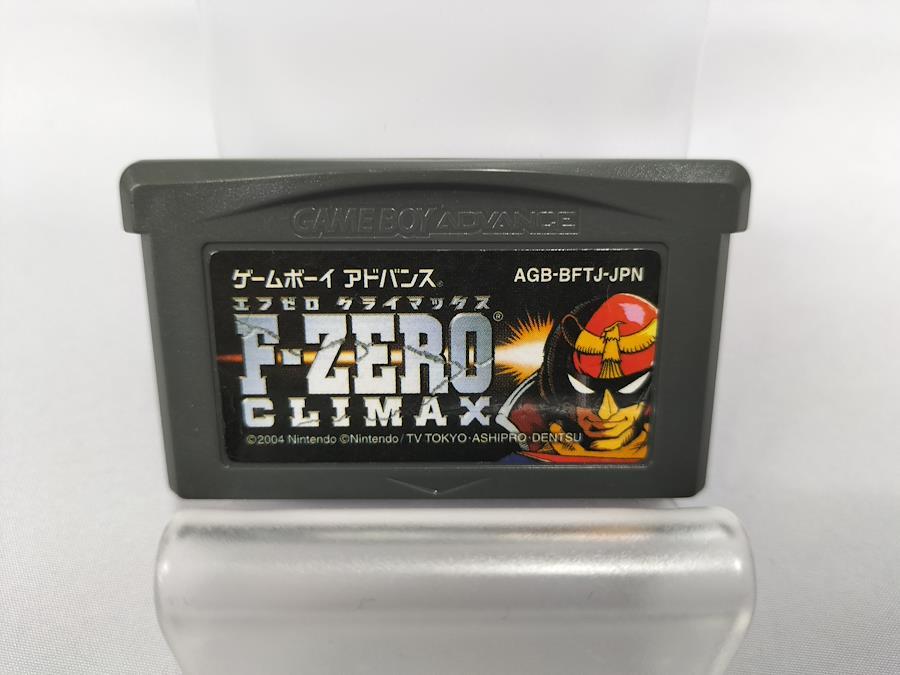 GAME BOY ADVANCE
ゲームボーイ アドバンス
AGB-BFTJ-JPN
エフゼロ クライマックス
F-ZERO®
CLIMAX
©2004 Nintendo ©Nintendo/TV TOKYO・ASHIPRO・DENTSU